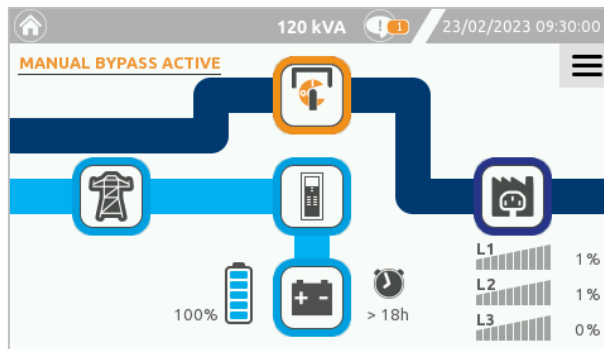 120 kVA 1 23/02/2023 09:30:00
MANUAL BYPASS ACTIVE
L1 1%
L2 1%
100% > 18h
L3 0%